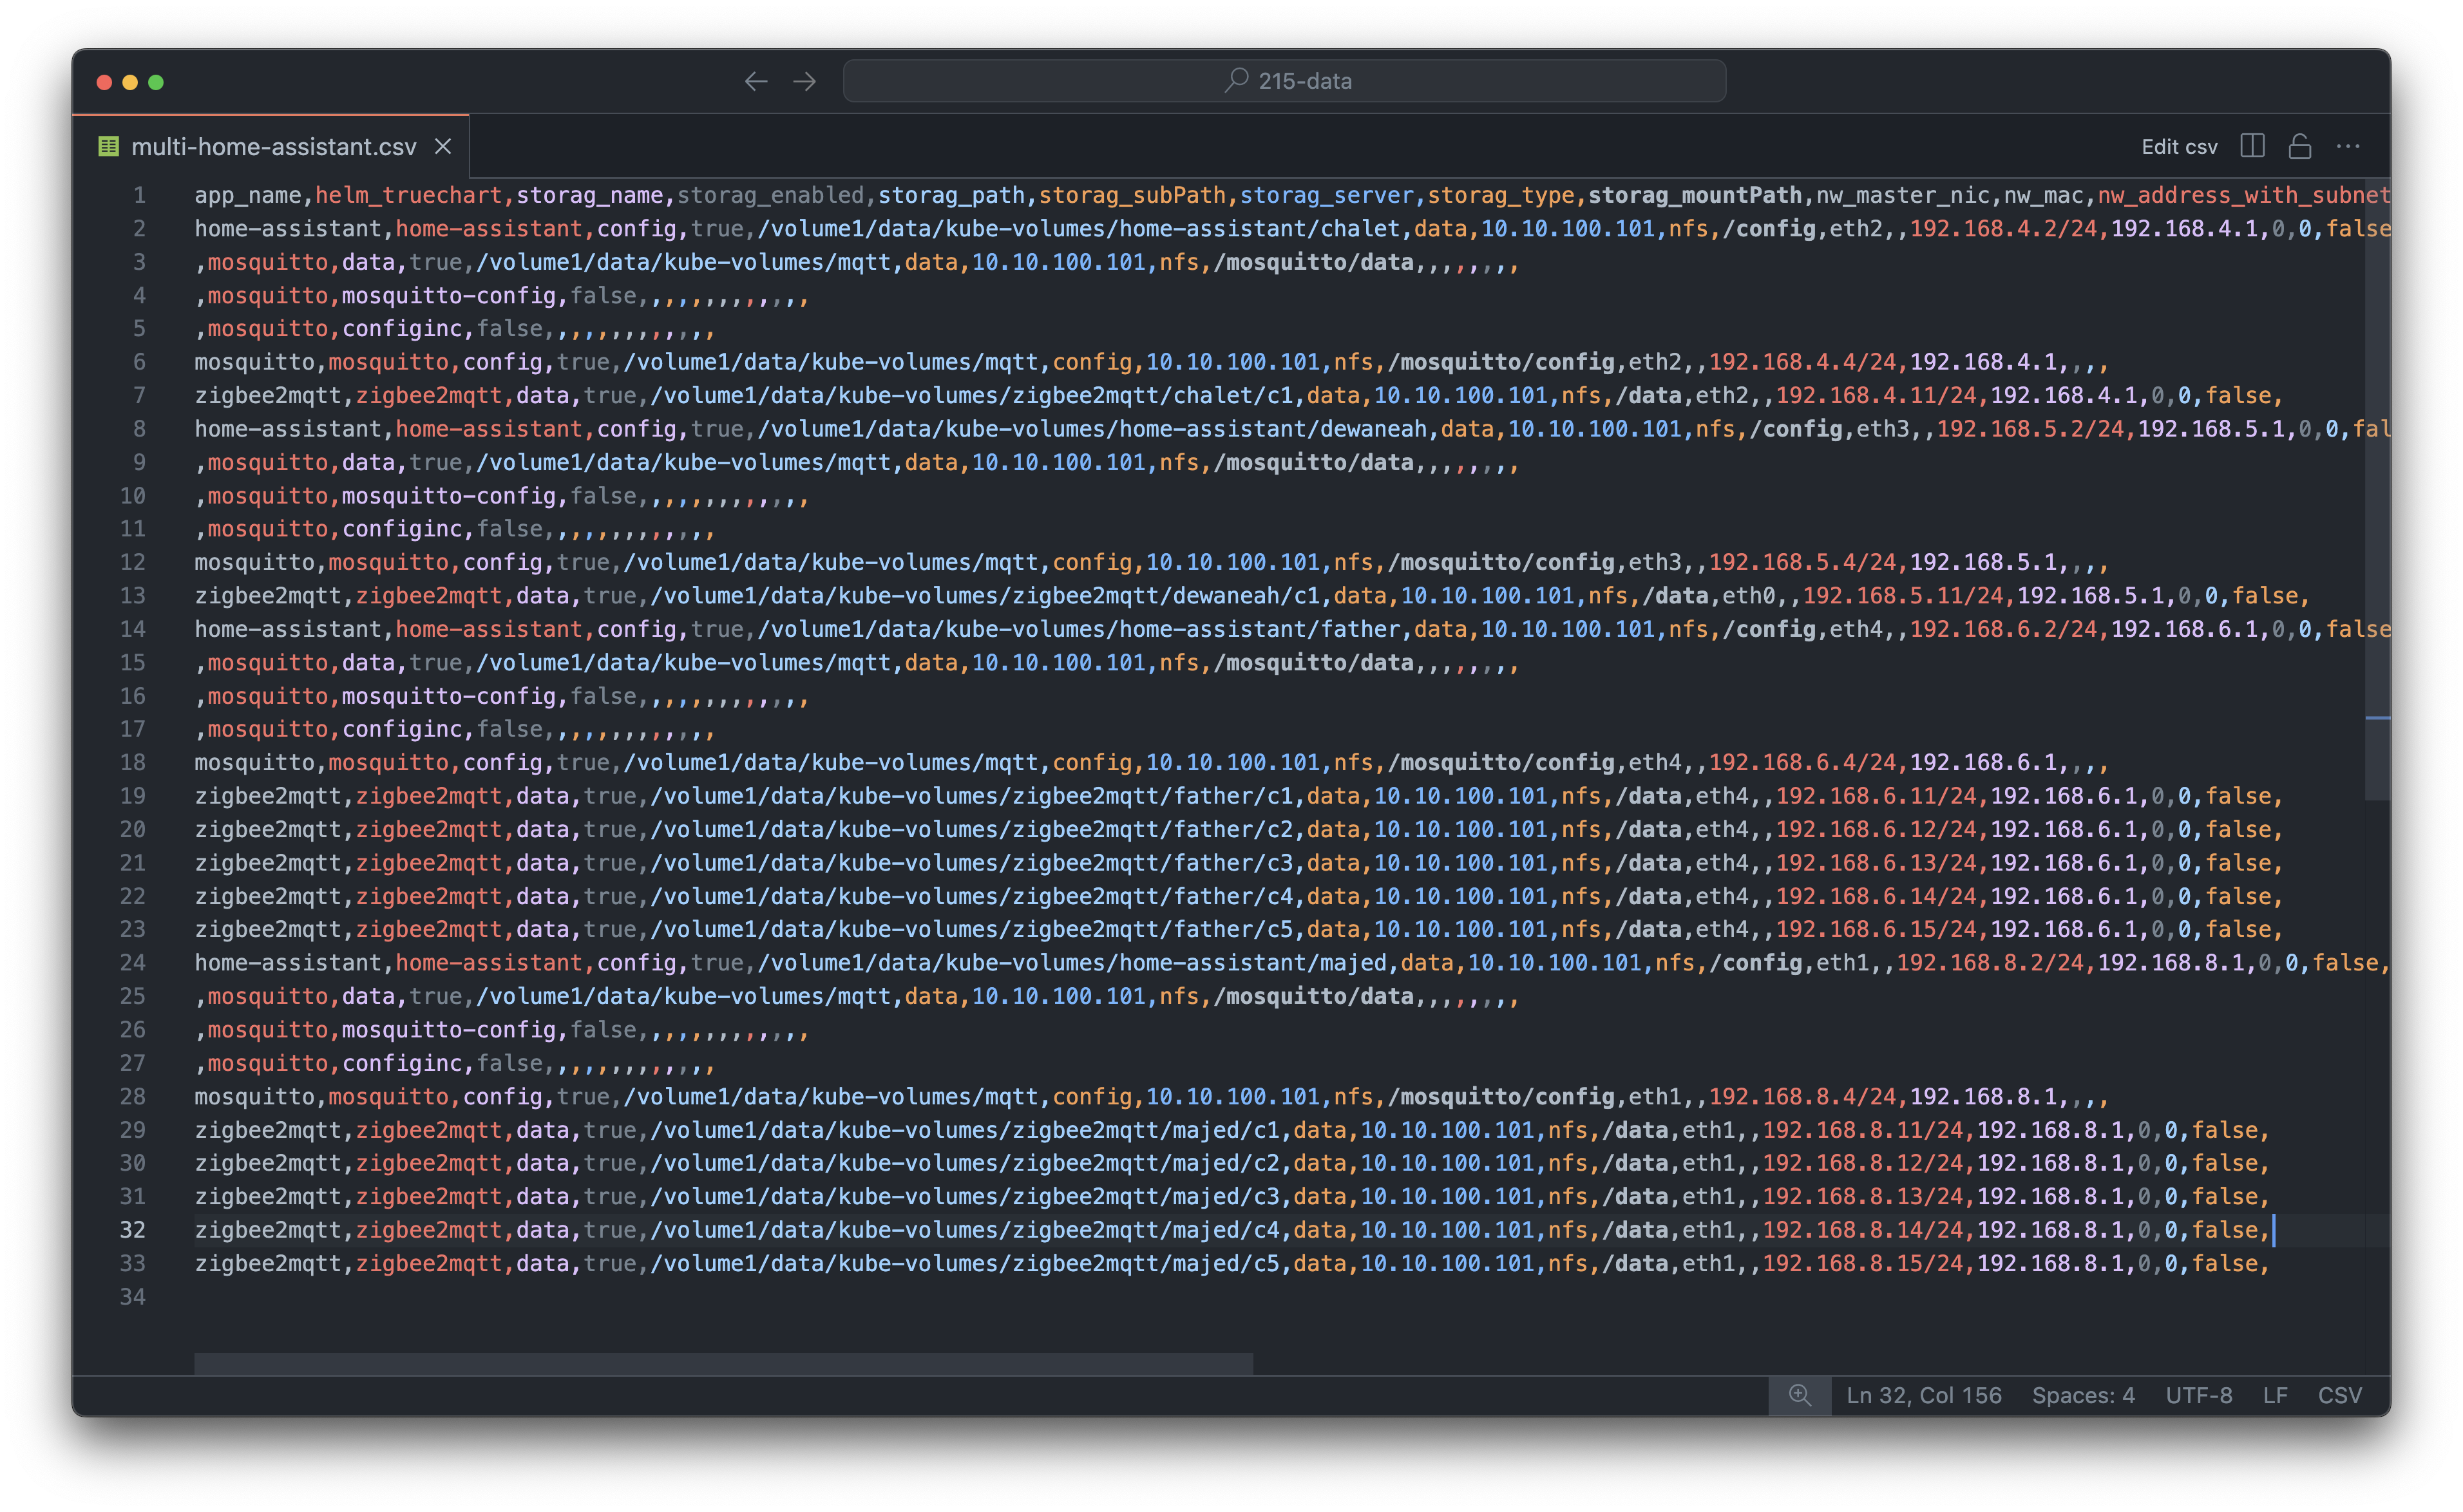 215-data
multi-home-assistant.csv
Edit csv
1 app_name,helm_truechart,storag_name,storag_enabled,storag_path,storag_subPath,storag_server,storag_type,storag_mountPath,nw_master_nic,nw_mac,nw_address_with_subnet
2 home-assistant,home-assistant,config,true,/volume1/data/kube-volumes/home-assistant/chalet,data,10.10.100.101,nfs,/config,eth2,,192.168.4.2/24,192.168.4.1,0,0,false
3 ,mosquitto,data,true,/volume1/data/kube-volumes/mqtt,data,10.10.100.101,nfs,/mosquitto/data,,,,,,,,
4 ,mosquitto,mosquitto-config,false,,,,,,,,,,,,
5 ,mosquitto,configinc,false,,,,,,,,,,,,
6 mosquitto,mosquitto,config,true,/volume1/data/kube-volumes/mqtt,config,10.10.100.101,nfs,/mosquitto/config,eth2,,192.168.4.4/24,192.168.4.1,,,,
7 zigbee2mqtt,zigbee2mqtt,data,true,/volume1/data/kube-volumes/zigbee2mqtt/chalet/c1,data,10.10.100.101,nfs,/data,eth2,,192.168.4.11/24,192.168.4.1,0,0,false,
8 home-assistant,home-assistant,config,true,/volume1/data/kube-volumes/home-assistant/dewaneah,data,10.10.100.101,nfs,/config,eth3,,192.168.5.2/24,192.168.5.1,0,0,fal
9 ,mosquitto,data,true,/volume1/data/kube-volumes/mqtt,data,10.10.100.101,nfs,/mosquitto/data,,,,,,,,
10 ,mosquitto,mosquitto-config,false,,,,,,,,,,,,
11 ,mosquitto,configinc,false,,,,,,,,,,,,
12 mosquitto,mosquitto,config,true,/volume1/data/kube-volumes/mqtt,config,10.10.100.101,nfs,/mosquitto/config,eth3,,192.168.5.4/24,192.168.5.1,,,,
13 zigbee2mqtt,zigbee2mqtt,data,true,/volume1/data/kube-volumes/zigbee2mqtt/dewaneah/c1,data,10.10.100.101,nfs,/data,eth0,,192.168.5.11/24,192.168.5.1,0,0,false,
14 home-assistant,home-assistant,config,true,/volume1/data/kube-volumes/home-assistant/father,data,10.10.100.101,nfs,/config,eth4,,192.168.6.2/24,192.168.6.1,0,0,false
15 ,mosquitto,data,true,/volume1/data/kube-volumes/mqtt,data,10.10.100.101,nfs,/mosquitto/data,,,,,,,,
16 ,mosquitto,mosquitto-config,false,,,,,,,,,,,,
17 ,mosquitto,configinc,false,,,,,,,,,,,,
18 mosquitto,mosquitto,config,true,/volume1/data/kube-volumes/mqtt,config,10.10.100.101,nfs,/mosquitto/config,eth4,,192.168.6.4/24,192.168.6.1,,,,
19 zigbee2mqtt,zigbee2mqtt,data,true,/volume1/data/kube-volumes/zigbee2mqtt/father/c1,data,10.10.100.101,nfs,/data,eth4,,192.168.6.11/24,192.168.6.1,0,0,false,
20 zigbee2mqtt,zigbee2mqtt,data,true,/volume1/data/kube-volumes/zigbee2mqtt/father/c2,data,10.10.100.101,nfs,/data,eth4,,192.168.6.12/24,192.168.6.1,0,0,false,
21 zigbee2mqtt,zigbee2mqtt,data,true,/volume1/data/kube-volumes/zigbee2mqtt/father/c3,data,10.10.100.101,nfs,/data,eth4,,192.168.6.13/24,192.168.6.1,0,0,false,
22 zigbee2mqtt,zigbee2mqtt,data,true,/volume1/data/kube-volumes/zigbee2mqtt/father/c4,data,10.10.100.101,nfs,/data,eth4,,192.168.6.14/24,192.168.6.1,0,0,false,
23 zigbee2mqtt,zigbee2mqtt,data,true,/volume1/data/kube-volumes/zigbee2mqtt/father/c5,data,10.10.100.101,nfs,/data,eth4,,192.168.6.15/24,192.168.6.1,0,0,false,
24 home-assistant,home-assistant,config,true,/volume1/data/kube-volumes/home-assistant/majed,data,10.10.100.101,nfs,/config,eth1,,192.168.8.2/24,192.168.8.1,0,0,false,
25 ,mosquitto,data,true,/volume1/data/kube-volumes/mqtt,data,10.10.100.101,nfs,/mosquitto/data,,,,,,,,
26 ,mosquitto,mosquitto-config,false,,,,,,,,,,,,
27 ,mosquitto,configinc,false,,,,,,,,,,,,
28 mosquitto,mosquitto,config,true,/volume1/data/kube-volumes/mqtt,config,10.10.100.101,nfs,/mosquitto/config,eth1,,192.168.8.4/24,192.168.8.1,,,,
29 zigbee2mqtt,zigbee2mqtt,data,true,/volume1/data/kube-volumes/zigbee2mqtt/majed/c1,data,10.10.100.101,nfs,/data,eth1,,192.168.8.11/24,192.168.8.1,0,0,false,
30 zigbee2mqtt,zigbee2mqtt,data,true,/volume1/data/kube-volumes/zigbee2mqtt/majed/c2,data,10.10.100.101,nfs,/data,eth1,,192.168.8.12/24,192.168.8.1,0,0,false,
31 zigbee2mqtt,zigbee2mqtt,data,true,/volume1/data/kube-volumes/zigbee2mqtt/majed/c3,data,10.10.100.101,nfs,/data,eth1,,192.168.8.13/24,192.168.8.1,0,0,false,
32 zigbee2mqtt,zigbee2mqtt,data,true,/volume1/data/kube-volumes/zigbee2mqtt/majed/c4,data,10.10.100.101,nfs,/data,eth1,,192.168.8.14/24,192.168.8.1,0,0,false,
33 zigbee2mqtt,zigbee2mqtt,data,true,/volume1/data/kube-volumes/zigbee2mqtt/majed/c5,data,10.10.100.101,nfs,/data,eth1,,192.168.8.15/24,192.168.8.1,0,0,false,
34
Ln 32, Col 156 Spaces: 4 UTF-8 LF CSV